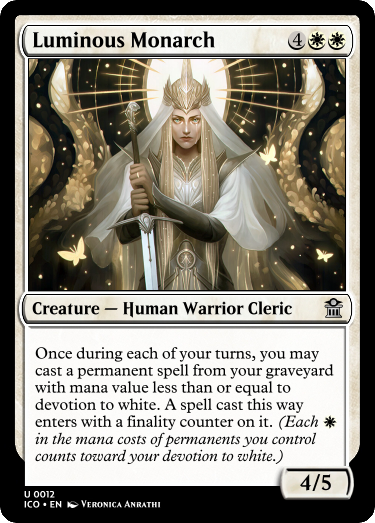 Luminous Monarch 4
Creature — Human Warrior Cleric
Once during each of your turns, you may
cast a permanent spell from your graveyard
with mana value less than or equal to
devotion to white. A spell cast this way
enters with a finality counter on it. (Each
in the mana costs of permanents you control
counts toward your devotion to white.)
4/5
U 0012
ICO • EN Veronica Anrathi